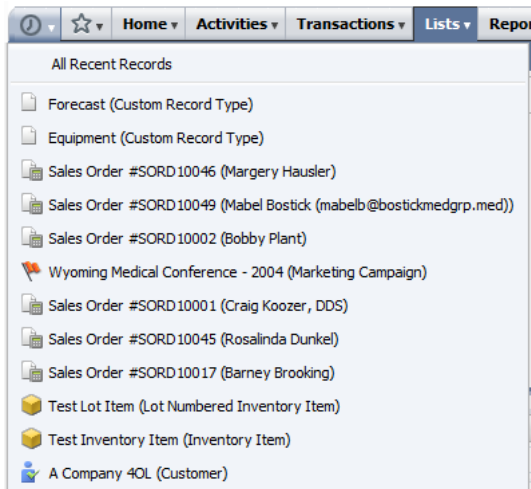 Home Activities Transactions Lists
All Recent Records
Forecast (Custom Record Type)
Equipment (Custom Record Type)
Sales Order #SORD10046 (Margery Hausler)
Sales Order #SORD10049 (Mabel Bostick (mabelb@bostickmedgrp.med))
Sales Order #SORD10002 (Bobby Plant)
Wyoming Medical Conference - 2004 (Marketing Campaign)
Sales Order #SORD10001 (Craig Koozer, DDS)
Sales Order #SORD10045 (Rosalinda Dunkel)
Sales Order #SORD10017 (Barney Brooking)
Test Lot Item (Lot Numbered Inventory Item)
Test Inventory Item (Inventory Item)
A Company 4OL (Customer)